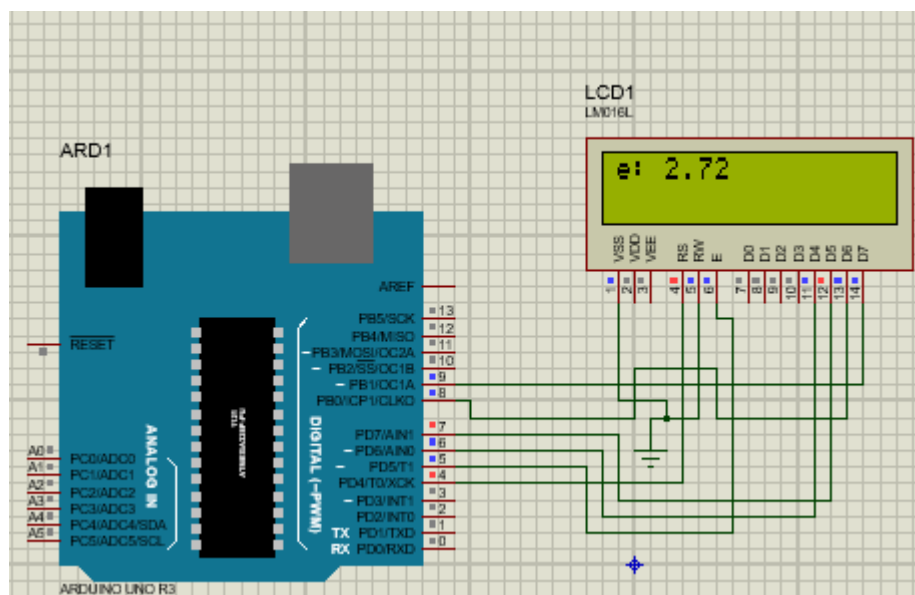 LCD1
LM016L
e: 2.72
VSS
VDD
VEE
RS
RW
E
D0
D1
D2
D3
D4
D5
D6
D7
1
2
3
4
5
6
7
8
9
10
11
12
13
14
ARD1
AREF
RESET
PB5/SCK 13
PB4/MISO 12
~PB3/MOSI/OC2A 11
~PB2/SS/OC1B 10
~PB1/OC1A 9
PB0/ICP1/CLKO 8
PD7/AIN1 7
~PD6/AIN0 6
~PD5/T1 5
PD4/T0/XCK 4
~PD3/INT1 3
PD2/INT0 2
TX PD1/TXD 1
RX PD0/RXD 0
DIGITAL (~PWM)
ANALOG IN
A0 PC0/ADC0
A1 PC1/ADC1
A2 PC2/ADC2
A3 PC3/ADC3
A4 PC4/ADC4/SDA
A5 PC5/ADC5/SCL
ARDUINO UNO R3